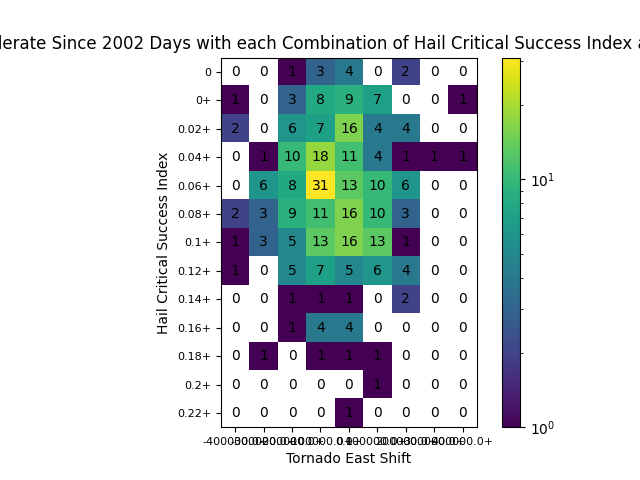 lerate Since 2002 Days with each Combination of Hail Critical Success Index a
0 0 0 1 3 4 0 2 0 0
0+ 1 0 3 8 9 7 0 0 1
0.02+ 2 0 6 7 16 4 4 0 0
0.04+ 0 1 10 18 11 4 1 1 1
0.06+ 0 6 8 31 13 10 6 0 0
0.08+ 2 3 9 11 16 10 3 0 0
0.1+ 1 3 5 13 16 13 1 0 0
0.12+ 1 0 5 7 5 6 4 0 0
0.14+ 0 0 1 1 1 0 2 0 0
0.16+ 0 0 1 4 4 0 0 0 0
0.18+ 0 1 0 1 1 1 0 0 0
0.2+ 0 0 0 0 0 1 0 0 0
0.22+ 0 0 0 0 1 0 0 0 0
Hail Critical Success Index
Tornado East Shift
10¹
10⁰